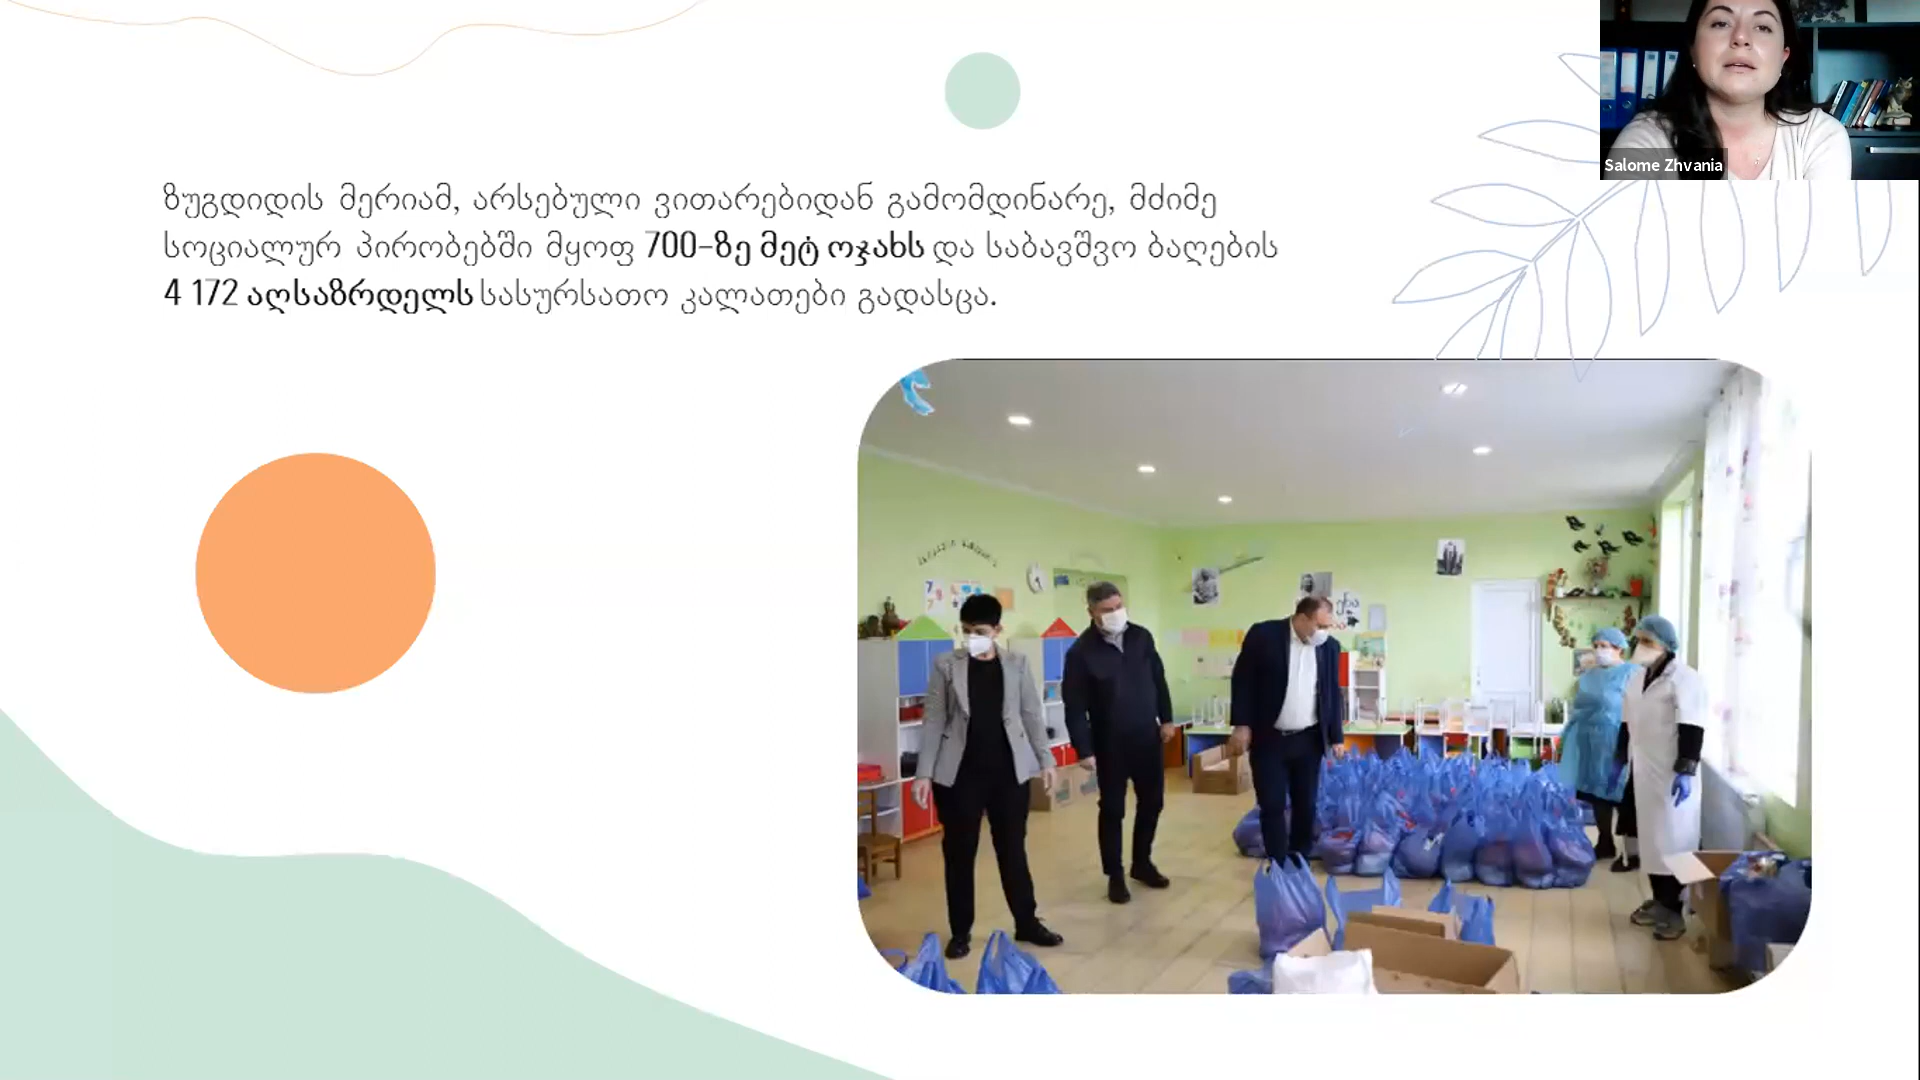 Salome Zhvania
ზუგდიდის მერიამ, არსებული ვითარებიდან გამომდინარე, მძიმე
სოციალურ პირობებში მყოფ 700-ზე მეტ ოჯახს და საბავშვო ბაღების
4 172 აღსაზრდელს სასურსათო კალათები გადასცა.